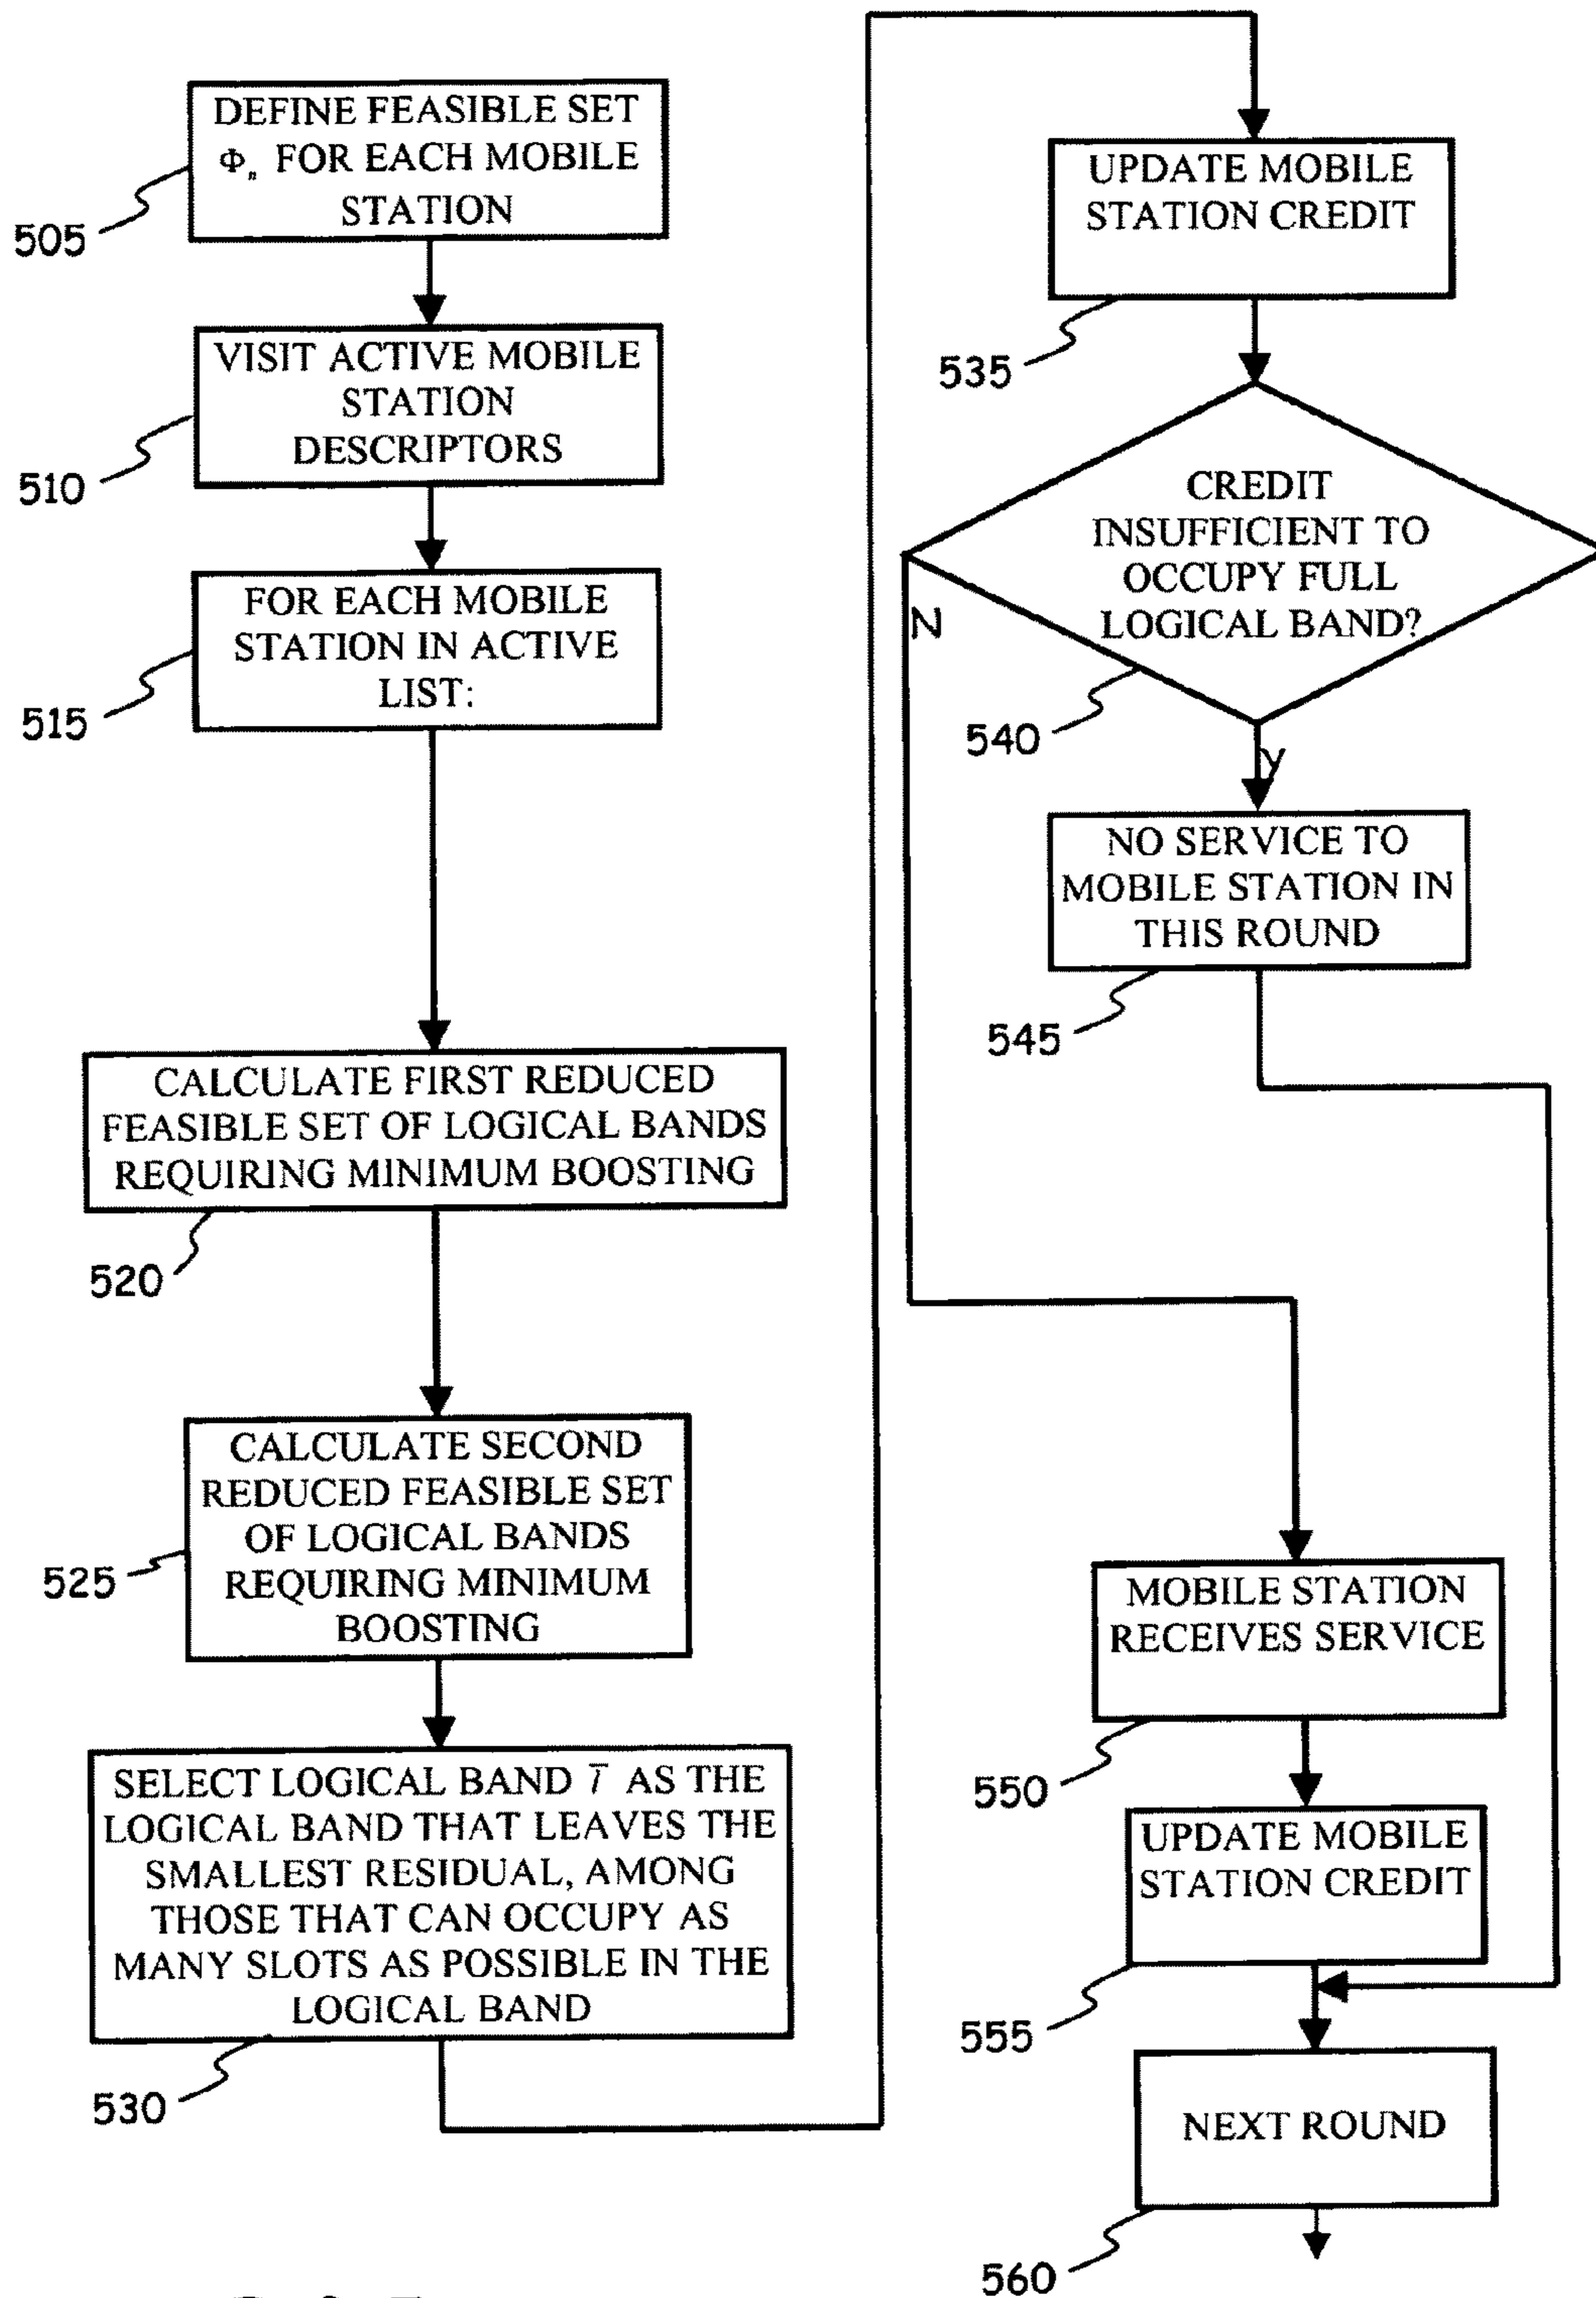 DEFINE FEASIBLE SET
Φn FOR EACH MOBILE
STATION
505
VISIT ACTIVE MOBILE
STATION
DESCRIPTORS
510
FOR EACH MOBILE
STATION IN ACTIVE
LIST:
515
CALCULATE FIRST REDUCED
FEASIBLE SET OF LOGICAL BANDS
REQUIRING MINIMUM BOOSTING
520
CALCULATE SECOND
REDUCED FEASIBLE SET
OF LOGICAL BANDS
REQUIRING MINIMUM
BOOSTING
525
SELECT LOGICAL BAND l̅ AS THE
LOGICAL BAND THAT LEAVES THE
SMALLEST RESIDUAL, AMONG
THOSE THAT CAN OCCUPY AS
MANY SLOTS AS POSSIBLE IN THE
LOGICAL BAND
530
UPDATE MOBILE
STATION CREDIT
535
CREDIT
INSUFFICIENT TO
OCCUPY FULL
LOGICAL BAND?
N
540
Y
NO SERVICE TO
MOBILE STATION IN
THIS ROUND
545
MOBILE STATION
RECEIVES SERVICE
550
UPDATE MOBILE
STATION CREDIT
555
NEXT ROUND
560